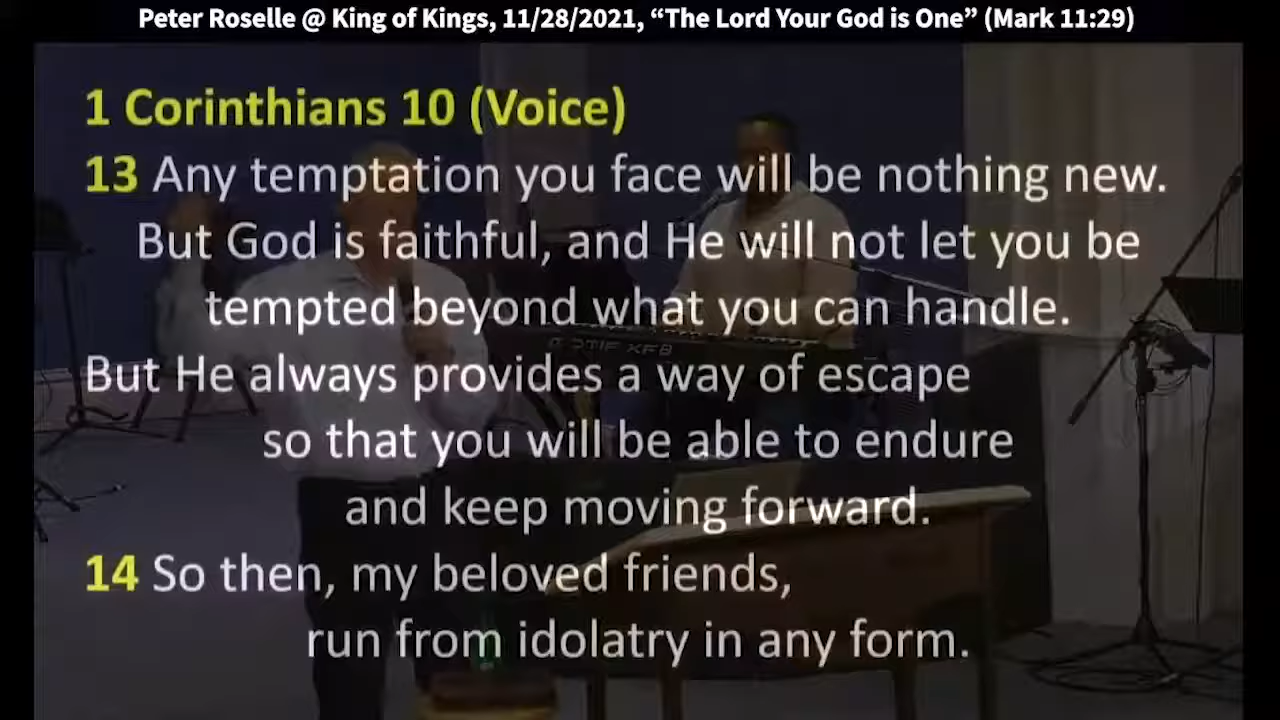 Peter Roselle @ King of Kings, 11/28/2021, “The Lord Your God is One” (Mark 11:29)
1 Corinthians 10 (Voice)
13 Any temptation you face will be nothing new.
But God is faithful, and He will not let you be
tempted beyond what you can handle.
MOTIF XF8
But He always provides a way of escape
so that you will be able to endure
and keep moving forward.
14 So then, my beloved friends,
run from idolatry in any form.